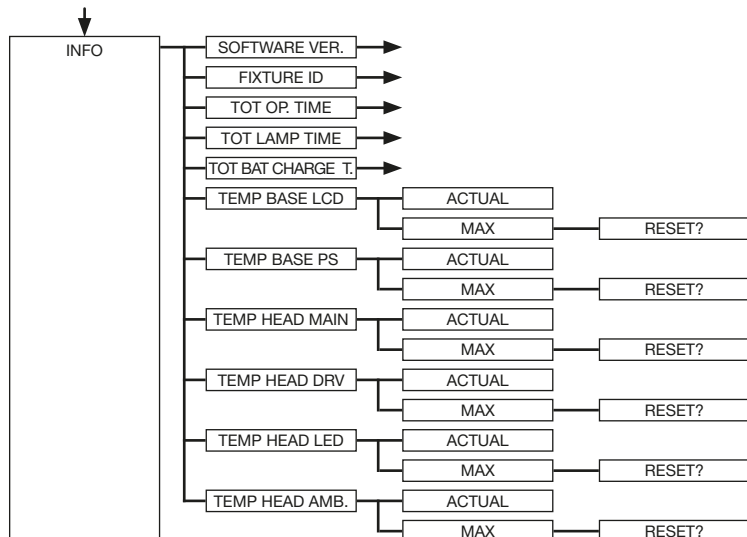 INFO
SOFTWARE VER.
FIXTURE ID
TOT OP. TIME
TOT LAMP TIME
TOT BAT CHARGE T.
TEMP BASE LCD ACTUAL
MAX RESET?
TEMP BASE PS ACTUAL
MAX RESET?
TEMP HEAD MAIN ACTUAL
MAX RESET?
TEMP HEAD DRV ACTUAL
MAX RESET?
TEMP HEAD LED ACTUAL
MAX RESET?
TEMP HEAD AMB. ACTUAL
MAX RESET?